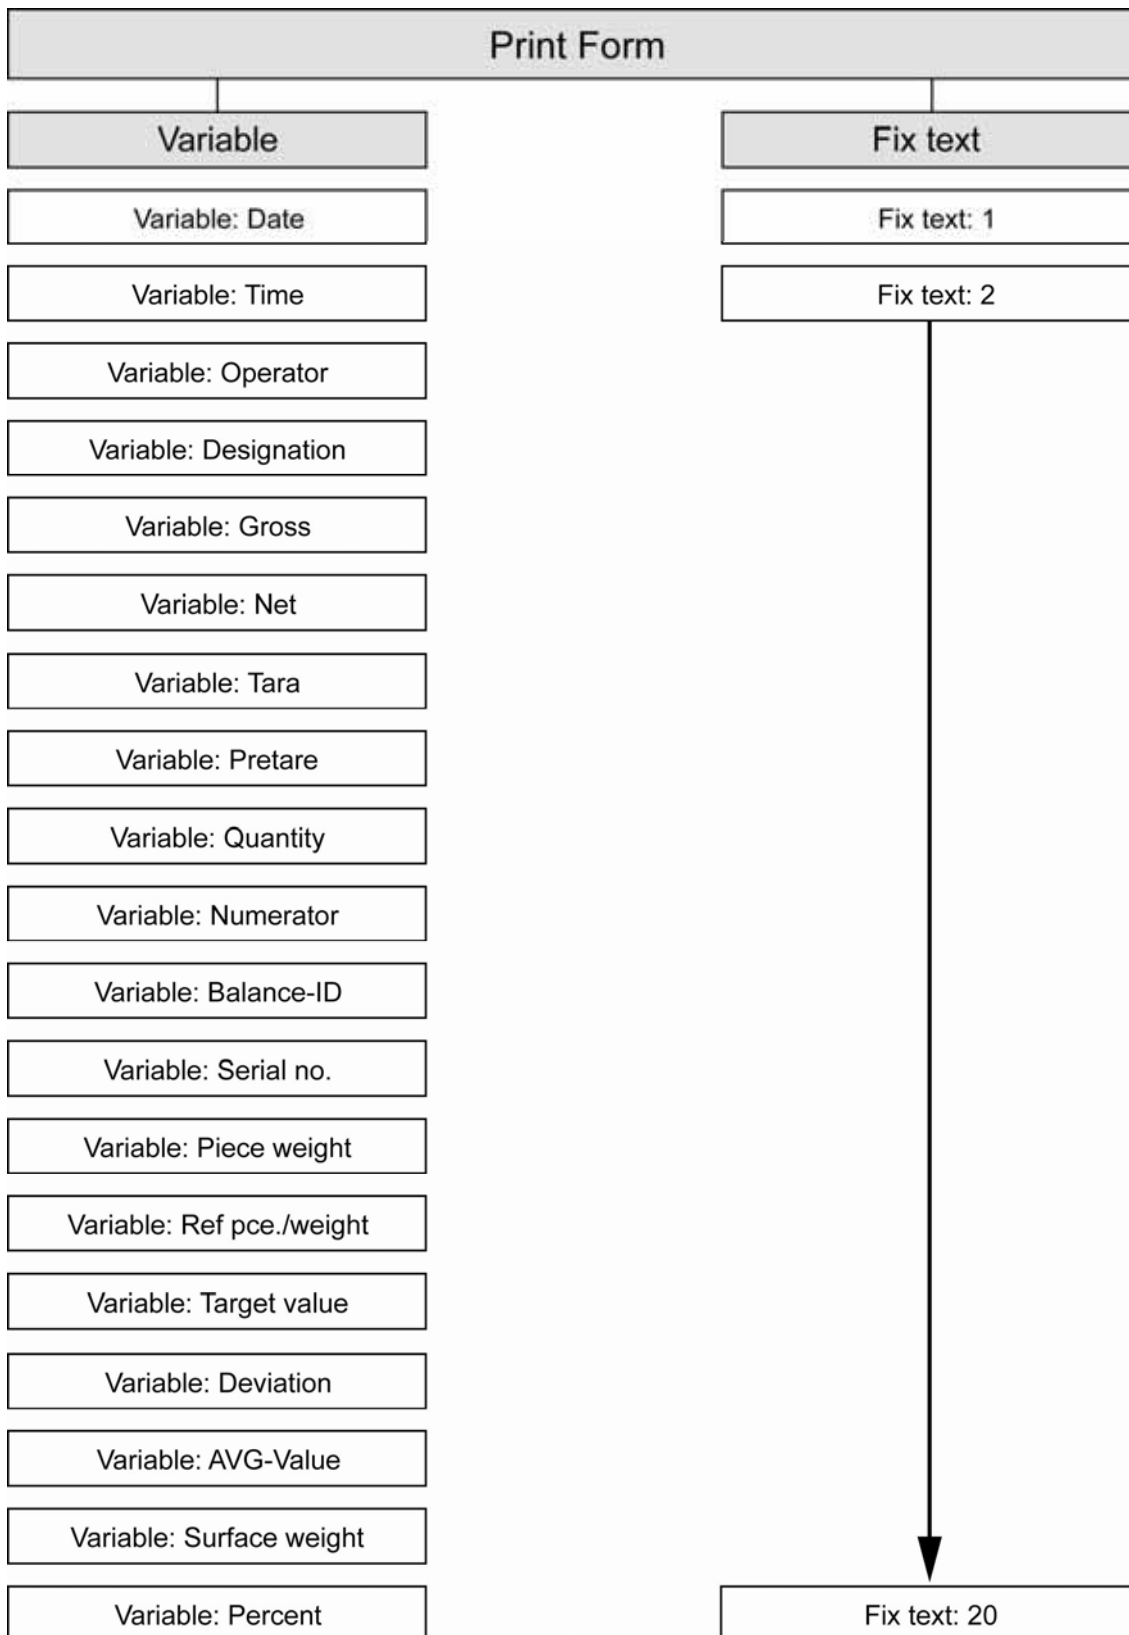 Print Form
Variable
Fix text
Variable: Date
Fix text: 1
Variable: Time
Fix text: 2
Variable: Operator
Variable: Designation
Variable: Gross
Variable: Net
Variable: Tara
Variable: Pretare
Variable: Quantity
Variable: Numerator
Variable: Balance-ID
Variable: Serial no.
Variable: Piece weight
Variable: Ref pce./weight
Variable: Target value
Variable: Deviation
Variable: AVG-Value
Variable: Surface weight
Variable: Percent
Fix text: 20